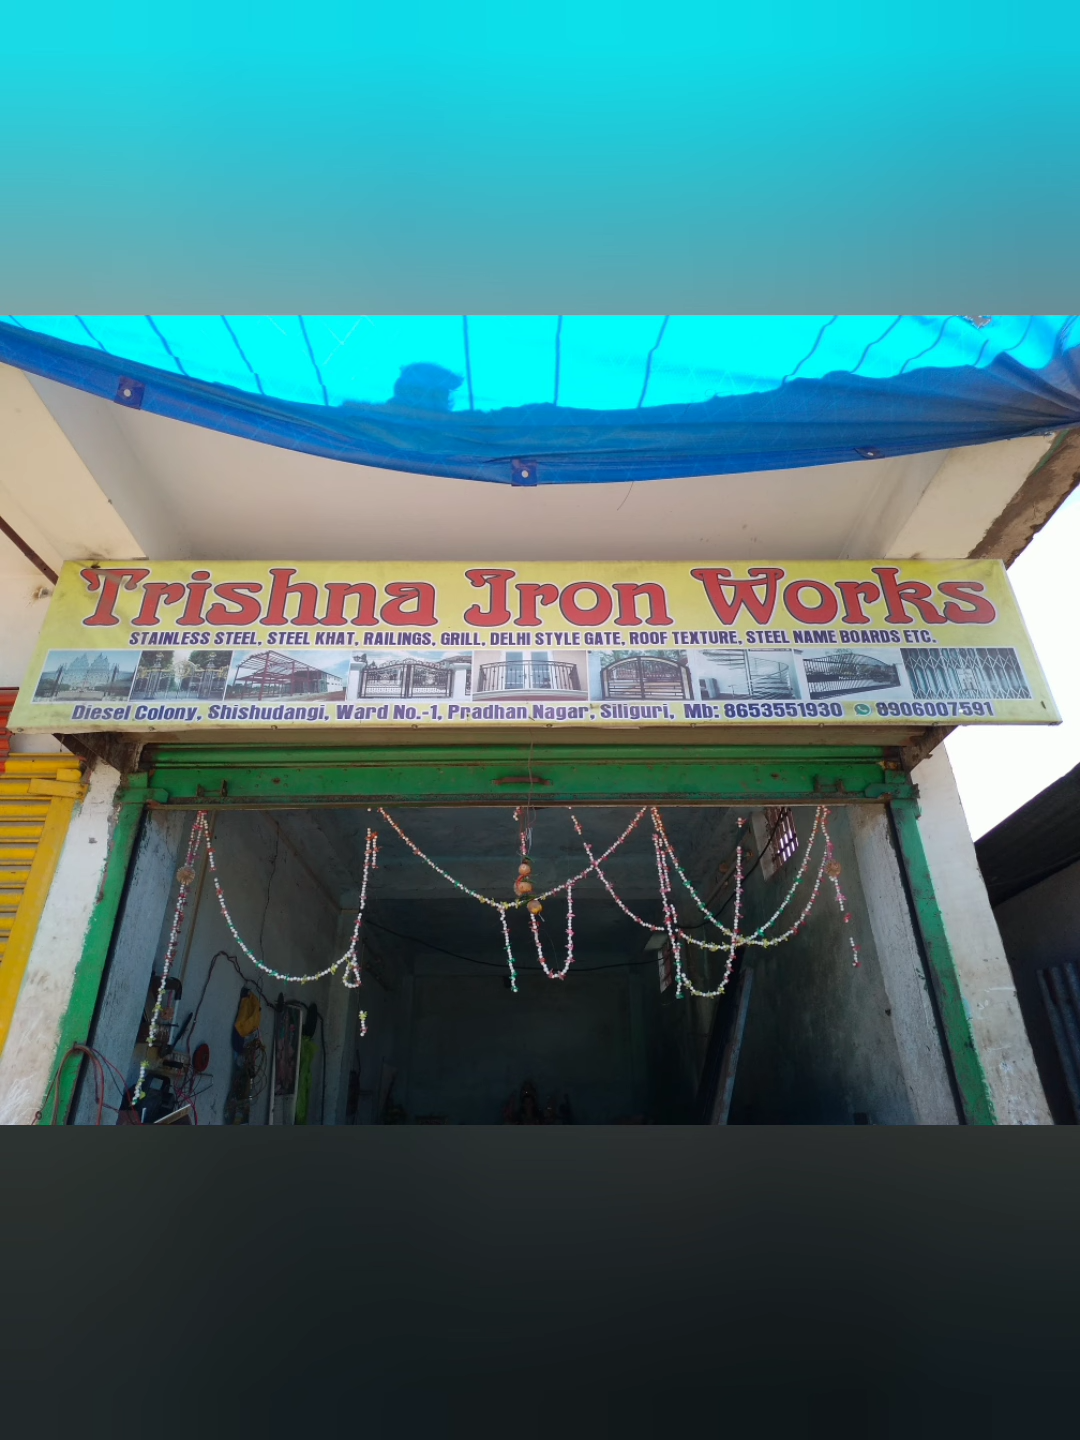 Trishna Iron Works
STAINLESS STEEL, STEEL KHAT, RAILINGS, GRILL, DELHI STYLE GATE, ROOF TEXTURE, STEEL NAME BOARDS ETC.
Diesel Colony, Shishudangi, Ward No.-1, Pradhan Nagar, Siliguri, Mb: 8653551930 9906007591